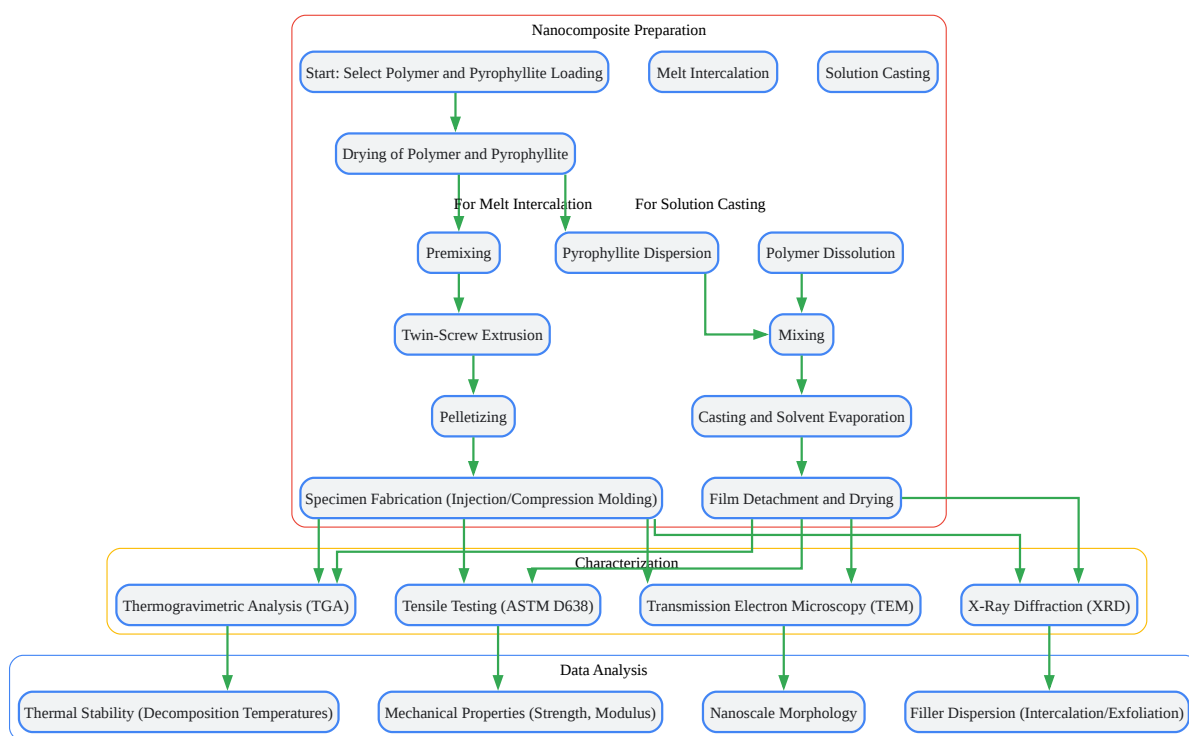 Nanocomposite Preparation
Start: Select Polymer and Pyrophyllite Loading
Melt Intercalation
Solution Casting
Drying of Polymer and Pyrophyllite
For Melt Intercalation
For Solution Casting
Premixing
Pyrophyllite Dispersion
Polymer Dissolution
Twin-Screw Extrusion
Mixing
Pelletizing
Casting and Solvent Evaporation
Specimen Fabrication (Injection/Compression Molding)
Film Detachment and Drying
Characterization
Thermogravimetric Analysis (TGA)
Tensile Testing (ASTM D638)
Transmission Electron Microscopy (TEM)
X-Ray Diffraction (XRD)
Data Analysis
Thermal Stability (Decomposition Temperatures)
Mechanical Properties (Strength, Modulus)
Nanoscale Morphology
Filler Dispersion (Intercalation/Exfoliation)